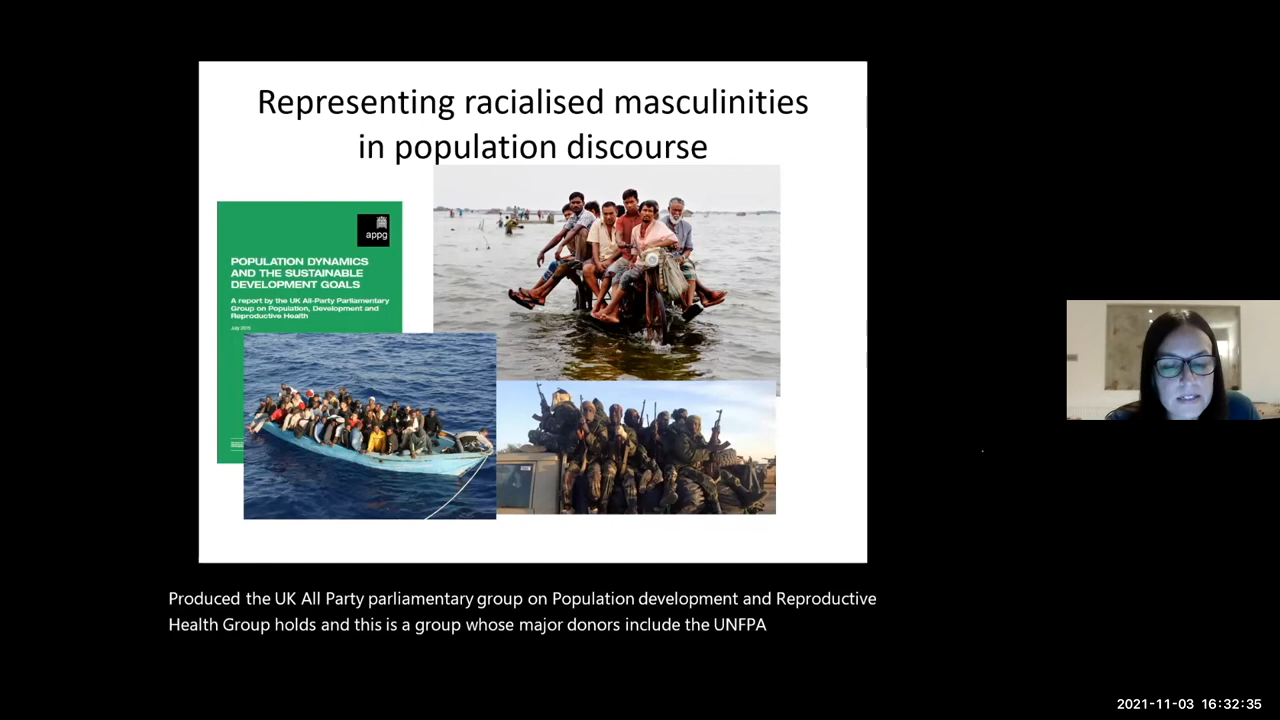 Representing racialised masculinities
in population discourse
appg
POPULATION DYNAMICS
AND THE SUSTAINABLE
DEVELOPMENT GOALS
A report by the UK All-Party Parliamentary
Group on Population, Development and
Reproductive Health
Produced the UK All Party parliamentary group on Population development and Reproductive
Health Group holds and this is a group whose major donors include the UNFPA
2021-11-03 16:32:35